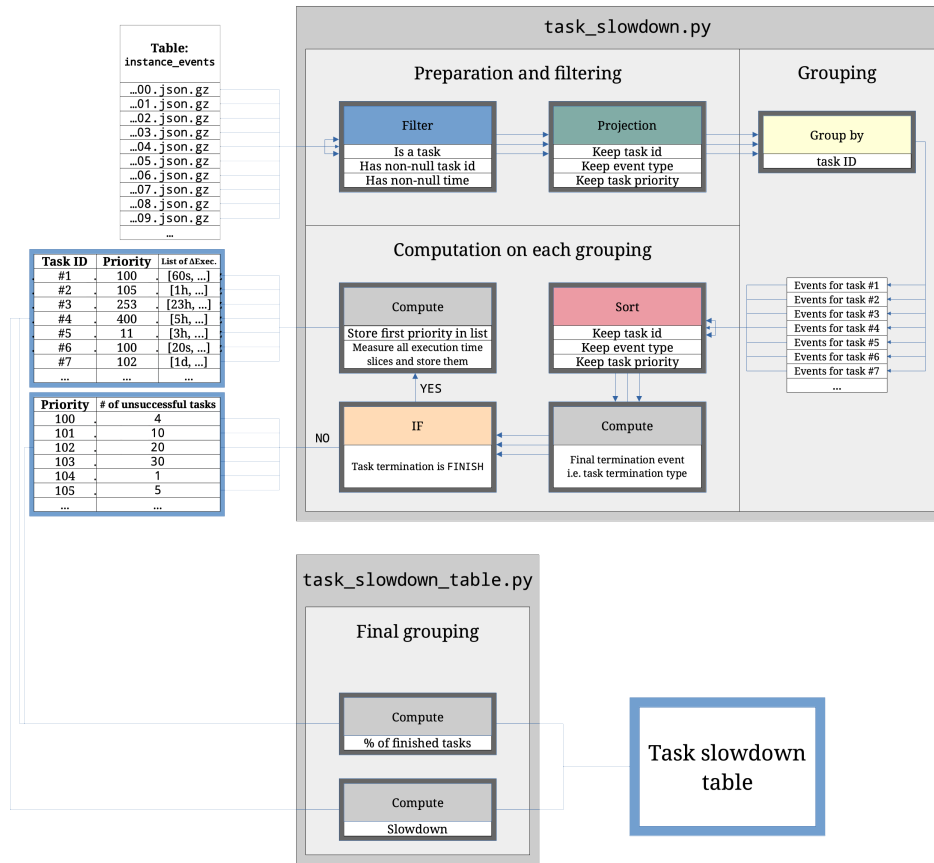 task_slowdown.py
Table:
instance_events
…00.json.gz
…01.json.gz
…02.json.gz
…03.json.gz
…04.json.gz
…05.json.gz
…06.json.gz
…07.json.gz
…08.json.gz
…09.json.gz
…
Preparation and filtering
Filter
Is a task
Has non-null task id
Has non-null time
Projection
Keep task id
Keep event type
Keep task priority
Grouping
Group by
task ID
Events for task #1
Events for task #2
Events for task #3
Events for task #4
Events for task #5
Events for task #6
Events for task #7
…
Computation on each grouping
Sort
Keep task id
Keep event type
Keep task priority
Compute
Final termination event
i.e. task termination type
IF
Task termination is FINISH
YES
NO
Compute
Store first priority in list
Measure all execution time
slices and store them
Task ID Priority List of ΔExec.
#1 100 [60s, ...]
#2 105 [1h, ...]
#3 253 [23h, ...]
#4 400 [5h, ...]
#5 11 [3h, ...]
#6 100 [20s, ...]
#7 102 [1d, ...]
… … …
Priority # of unsuccessful tasks
100 4
101 10
102 20
103 30
104 1
105 5
… …
task_slowdown_table.py
Final grouping
Compute
% of finished tasks
Compute
Slowdown
Task slowdown
table